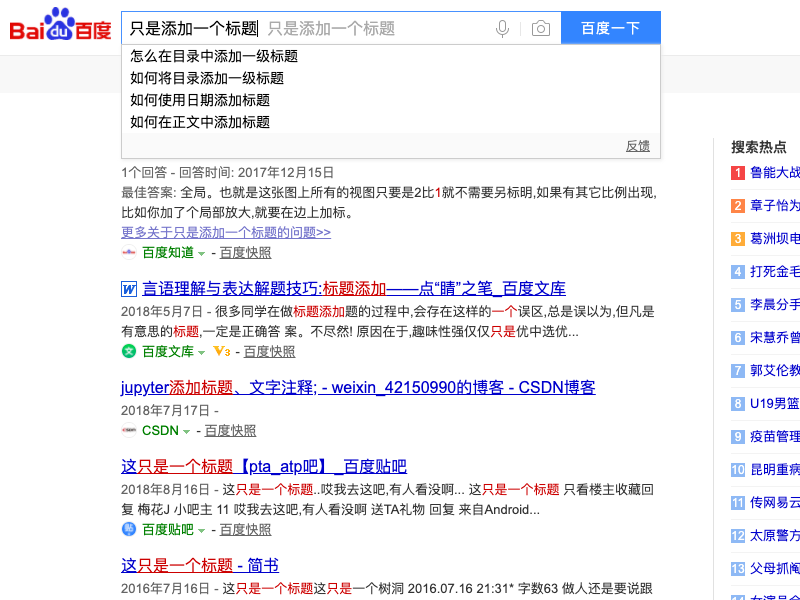 Bai du 百度
只是添加一个标题 只是添加一个标题
百度一下
怎么在目录中添加一级标题
如何将目录添加一级标题
如何使用日期添加标题
如何在正文中添加标题
反馈
1个回答 - 回答时间: 2017年12月15日
最佳答案: 全局。也就是这张图上所有的视图只要是2比1就不需要另标明,如果有其它比例出现,
比如你加了个局部放大,就要在边上加标。
更多关于只是添加一个标题的问题>>
百度知道 - 百度快照
W 言语理解与表达解题技巧:标题添加——点“睛”之笔_百度文库
2018年5月7日 - 很多同学在做标题添加题的过程中,会存在这样的一个误区,总是误以为,但凡是
有意思的标题,一定是正确答 案。不尽然! 原因在于,趣味性强仅仅只是优中选优...
文 百度文库 V3 - 百度快照
jupyter添加标题、文字注释; - weixin_42150990的博客 - CSDN博客
2018年7月17日 -
CSDN - 百度快照
这只是一个标题【pta_atp吧】_百度贴吧
2018年8月16日 - 这只是一个标题..哎我去这吧,有人看没啊... 这只是一个标题 只看楼主收藏回
复 梅花J 小吧主 11 哎我去这吧,有人看没啊 送TA礼物 回复 来自Android...
贴 百度贴吧 - 百度快照
这只是一个标题 - 简书
2016年7月16日 - 这只是一个标题这只是一个树洞 2016.07.16 21:31* 字数63 做人还是要说跟
搜索热点
1 鲁能大战
2 章子怡为
3 葛洲坝电
4 打死金毛
5 李晨分手
6 宋慧乔曾
7 郭艾伦教
8 U19男篮
9 疫苗管理
10 昆明重病
11 传网易云
12 太原警方
13 父母抓阄